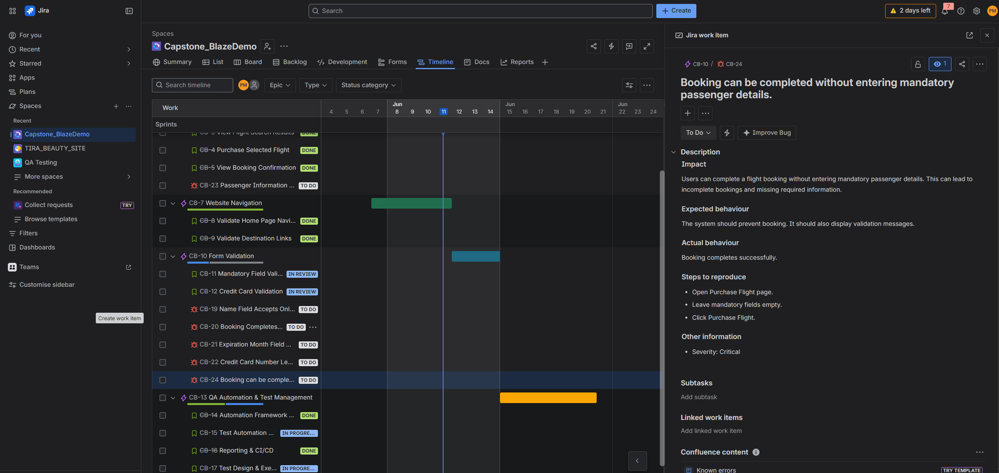 Jira
Search
Create
2 days left
7
PM
For you
Recent
Starred
Apps
Plans
Spaces
Recent
Capstone_BlazeDemo
TIRA_BEAUTY_SITE
QA Testing
More spaces
Recommended
Collect requests TRY
Browse templates
Filters
Dashboards
Teams
Customise sidebar
Create work item
Spaces
Capstone_BlazeDemo
Summary List Board Backlog Development Forms Timeline Docs Reports
Search timeline PM Epic Type Status category
Work
Jun Jun Jun
4 5 6 7 8 9 10 11 12 13 14 15 16 17 18 19 20 21 22 23 24
Sprints
CB-3 View Flight Search Results DONE
CB-4 Purchase Selected Flight DONE
CB-5 View Booking Confirmation DONE
CB-23 Passenger Information ... TO DO
CB-7 Website Navigation
CB-8 Validate Home Page Navi... DONE
CB-9 Validate Destination Links DONE
CB-10 Form Validation
CB-11 Mandatory Field Vali... IN REVIEW
CB-12 Credit Card Validation IN REVIEW
CB-19 Name Field Accepts Onl... TO DO
CB-20 Booking Completes... TO DO
CB-21 Expiration Month Field ... TO DO
CB-22 Credit Card Number Le... TO DO
CB-24 Booking can be comple... TO DO
CB-13 QA Automation & Test Management
CB-14 Automation Framework ... DONE
CB-15 Test Automation ... IN PROGRE...
CB-16 Reporting & CI/CD DONE
CB-17 Test Design & Exe... IN PROGRE...
Jira work item
CB-10 / CB-24
1
Booking can be completed without entering mandatory
passenger details.
To Do Improve Bug
Description
Impact
Users can complete a flight booking without entering mandatory passenger details. This can lead to
incomplete bookings and missing required information.
Expected behaviour
The system should prevent booking. It should also display validation messages.
Actual behaviour
Booking completes successfully.
Steps to reproduce
• Open Purchase Flight page.
• Leave mandatory fields empty.
• Click Purchase Flight.
Other information
• Severity: Critical
Subtasks
Add subtask
Linked work items
Add linked work item
Confluence content
Known errors TRY TEMPLATE